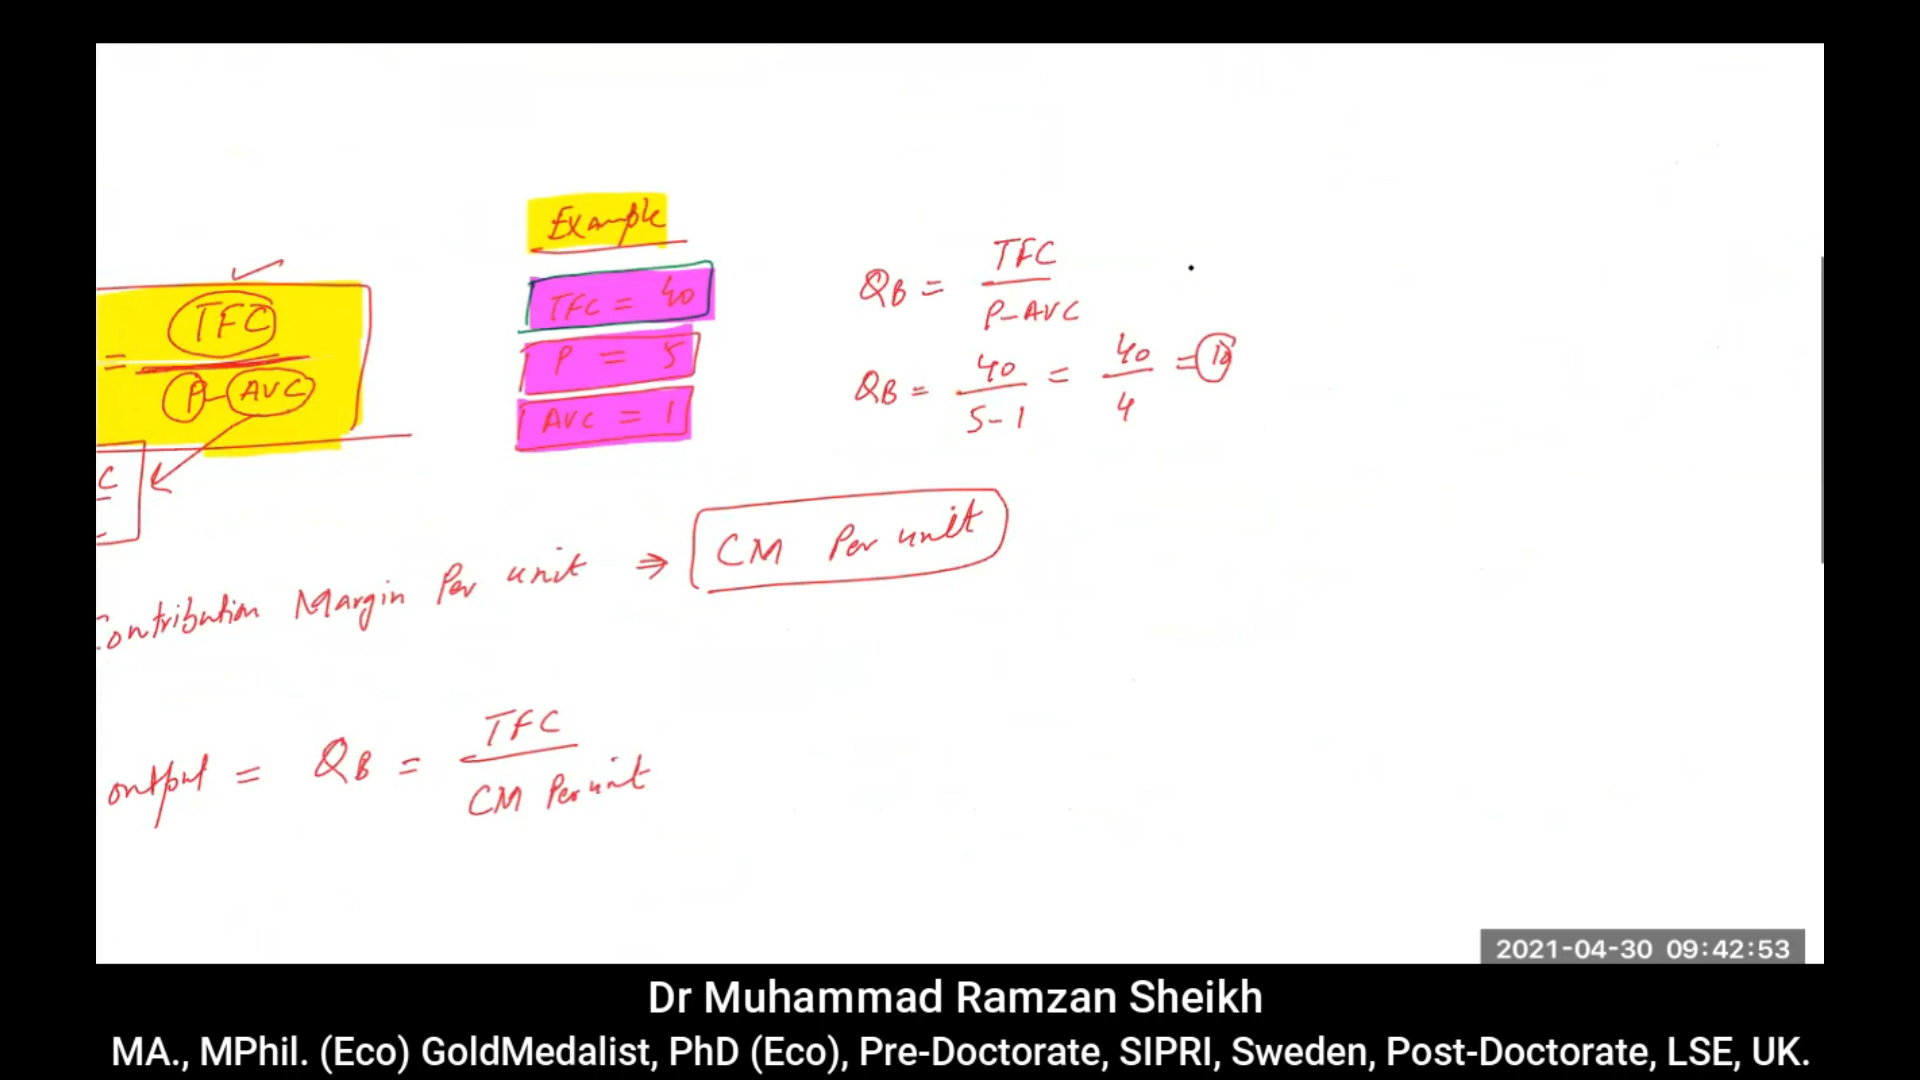 Example
= TFC / P - AVC
TFC = 40
P = 5
AVC = 1
QB = TFC / P-AVC
QB = 40 / 5-1 = 40 / 4 = 10
C
Contribution Margin Per unit ⇒ CM Per unit
output = QB = TFC / CM Per unit
2021-04-30 09:42:53
Dr Muhammad Ramzan Sheikh
MA., MPhil. (Eco) GoldMedalist, PhD (Eco), Pre-Doctorate, SIPRI, Sweden, Post-Doctorate, LSE, UK.